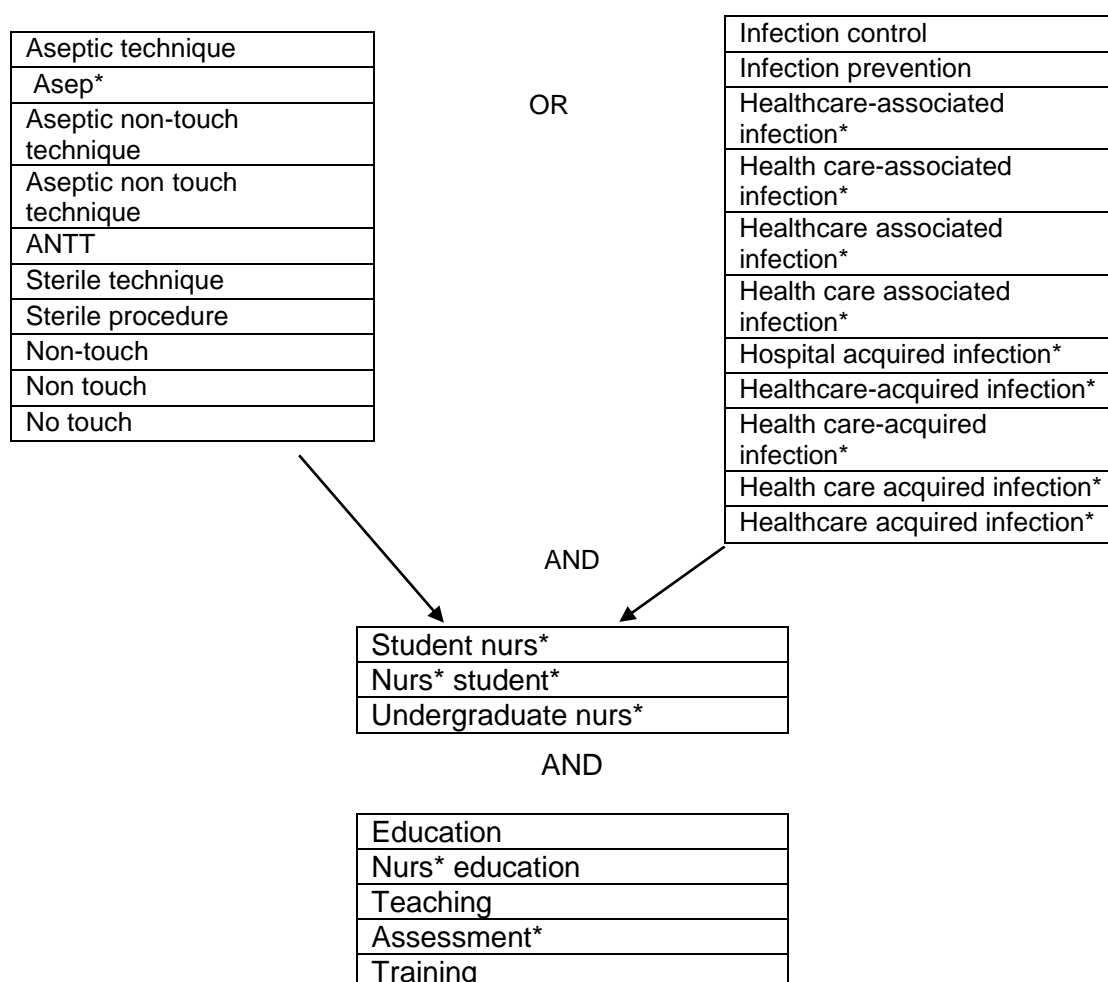 Aseptic technique
Asep*
Aseptic non-touch
technique
Aseptic non touch
technique
ANTT
Sterile technique
Sterile procedure
Non-touch
Non touch
No touch
OR
Infection control
Infection prevention
Healthcare-associated
infection*
Health care-associated
infection*
Healthcare associated
infection*
Health care associated
infection*
Hospital acquired infection*
Healthcare-acquired infection*
Health care-acquired
infection*
Health care acquired infection*
Healthcare acquired infection*
AND
Student nurs*
Nurs* student*
Undergraduate nurs*
AND
Education
Nurs* education
Teaching
Assessment*
Training